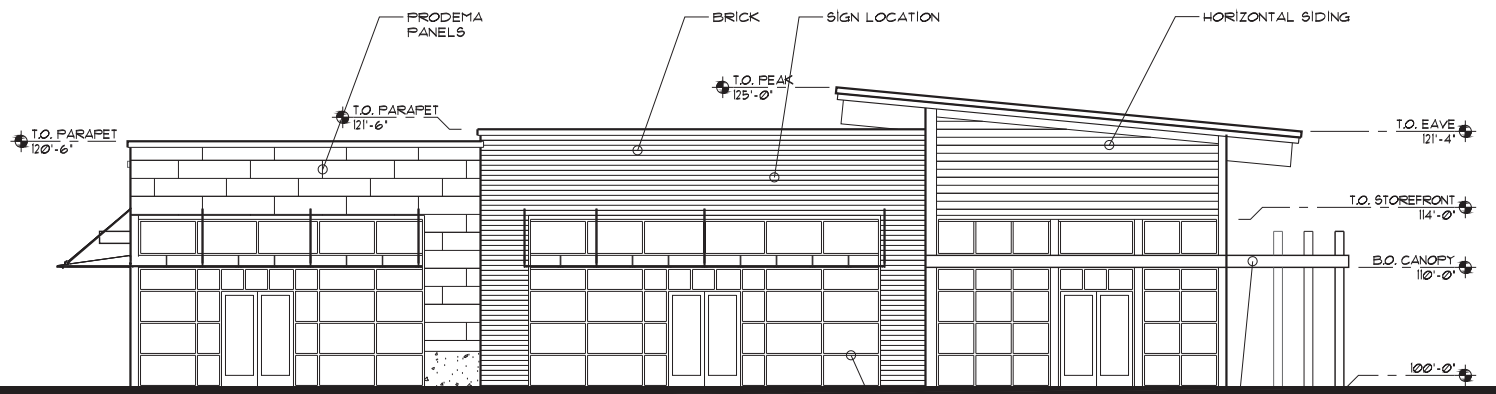 PRODEMA
PANELS
BRICK
SIGN LOCATION
HORIZONTAL SIDING
T.O. PEAK
125'-0"
T.O. PARAPET
121'-6"
T.O. PARAPET
120'-6"
T.O. EAVE
121'-4"
T.O. STOREFRONT
114'-0"
B.O. CANOPY
110'-0"
100'-0"